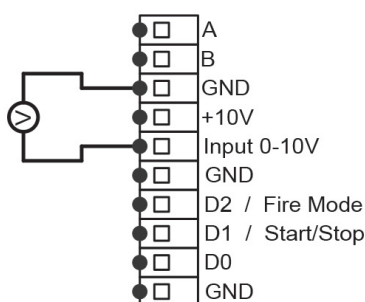 A
B
GND
+10V
Input 0-10V
GND
D2 / Fire Mode
D1 / Start/Stop
D0
GND
V